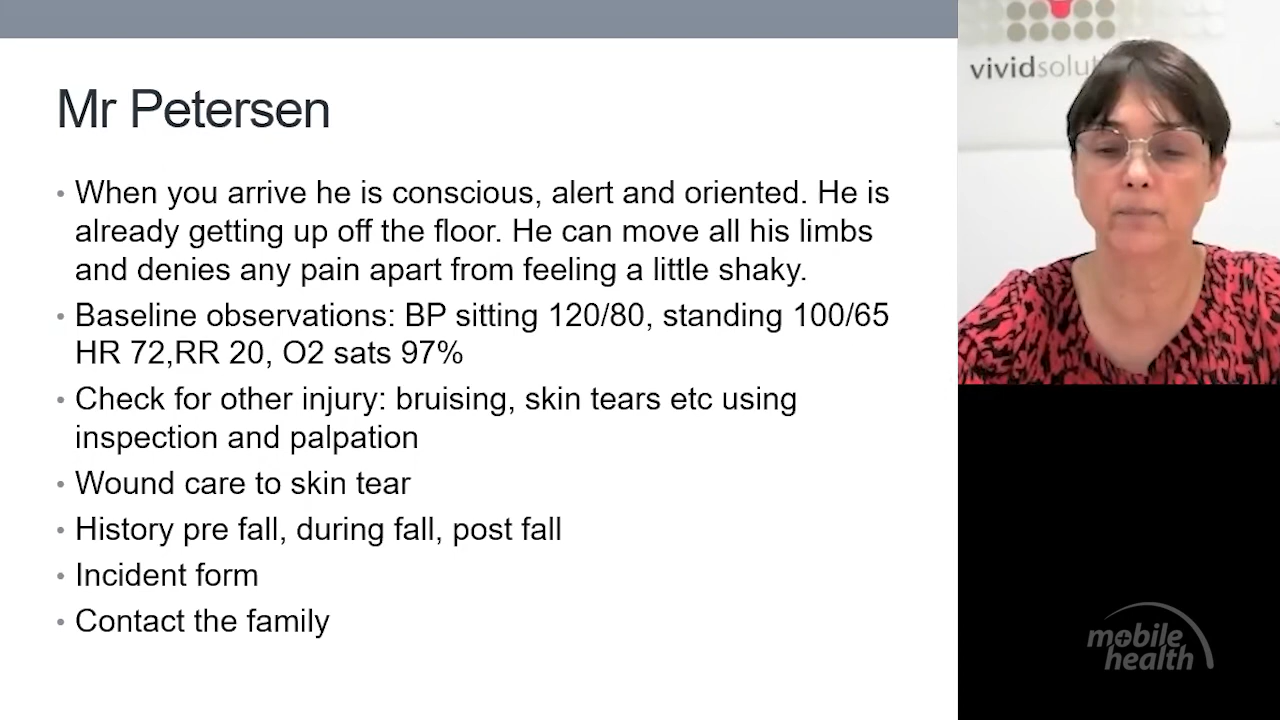 Mr Petersen
• When you arrive he is conscious, alert and oriented. He is
already getting up off the floor. He can move all his limbs
and denies any pain apart from feeling a little shaky.
• Baseline observations: BP sitting 120/80, standing 100/65
HR 72,RR 20, O2 sats 97%
• Check for other injury: bruising, skin tears etc using
inspection and palpation
• Wound care to skin tear
• History pre fall, during fall, post fall
• Incident form
• Contact the family
vividsolut
mobile
health